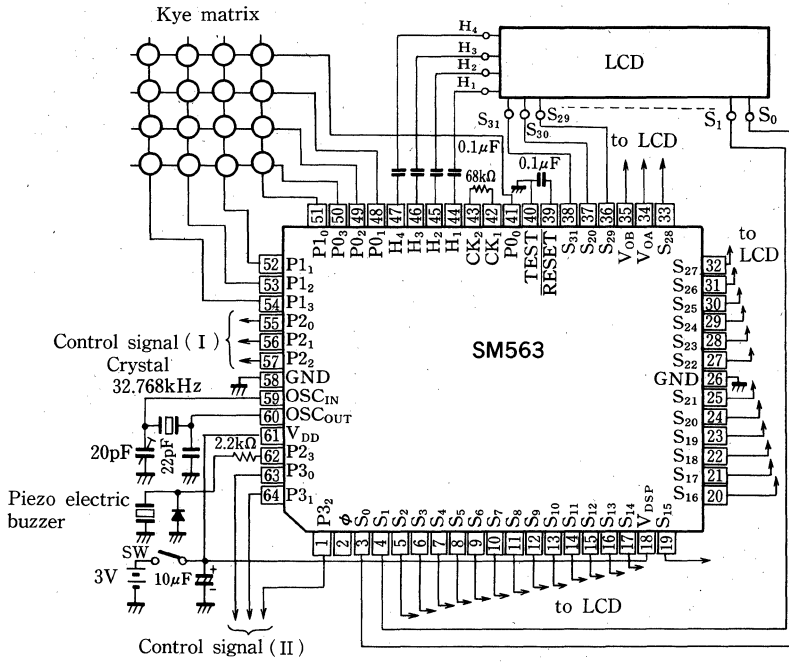 Kye matrix
H₄
H₃
H₂
H₁
LCD
S₃₁
S₃₀
S₂₉
S₁
S₀
to LCD
0.1μF
68kΩ
0.1μF
51 50 49 48 47 46 45 44 43 42 41 40 39 38 37 36 35 34 33
P1₀ P0₃ P0₂ P0₁ H₄ H₃ H₂ H₁ CK₂ CK₁ P0₀ TEST RESET S₃₁ S₂₀ S₂₉ V₀B V₀A S₂₈
52 P1₁
53 P1₂
54 P1₃
55 P2₀
56 P2₁
57 P2₂
58 GND
59 OSC_IN
60 OSC_OUT
61 V_DD
62 P2₃
63 P3₀
64 P3₁
Control signal (I)
Crystal
32.768kHz
20pF
22pF
2.2kΩ
Piezo electric
buzzer
SW
3V
10μF
+
−
SM563
to
LCD
S₂₇ 32
S₂₆ 31
S₂₅ 30
S₂₄ 29
S₂₃ 28
S₂₂ 27
GND 26
S₂₁ 25
S₂₀ 24
S₁₉ 23
S₁₈ 22
S₁₇ 21
S₁₆ 20
P3₂ ϕ S₀ S₁ S₂ S₃ S₄ S₅ S₆ S₇ S₈ S₉ S₁₀ S₁₁ S₁₂ S₁₃ S₁₄ V_DSP S₁₅
1 2 3 4 5 6 7 8 9 10 11 12 13 14 15 16 17 18 19
to LCD
Control signal (II)